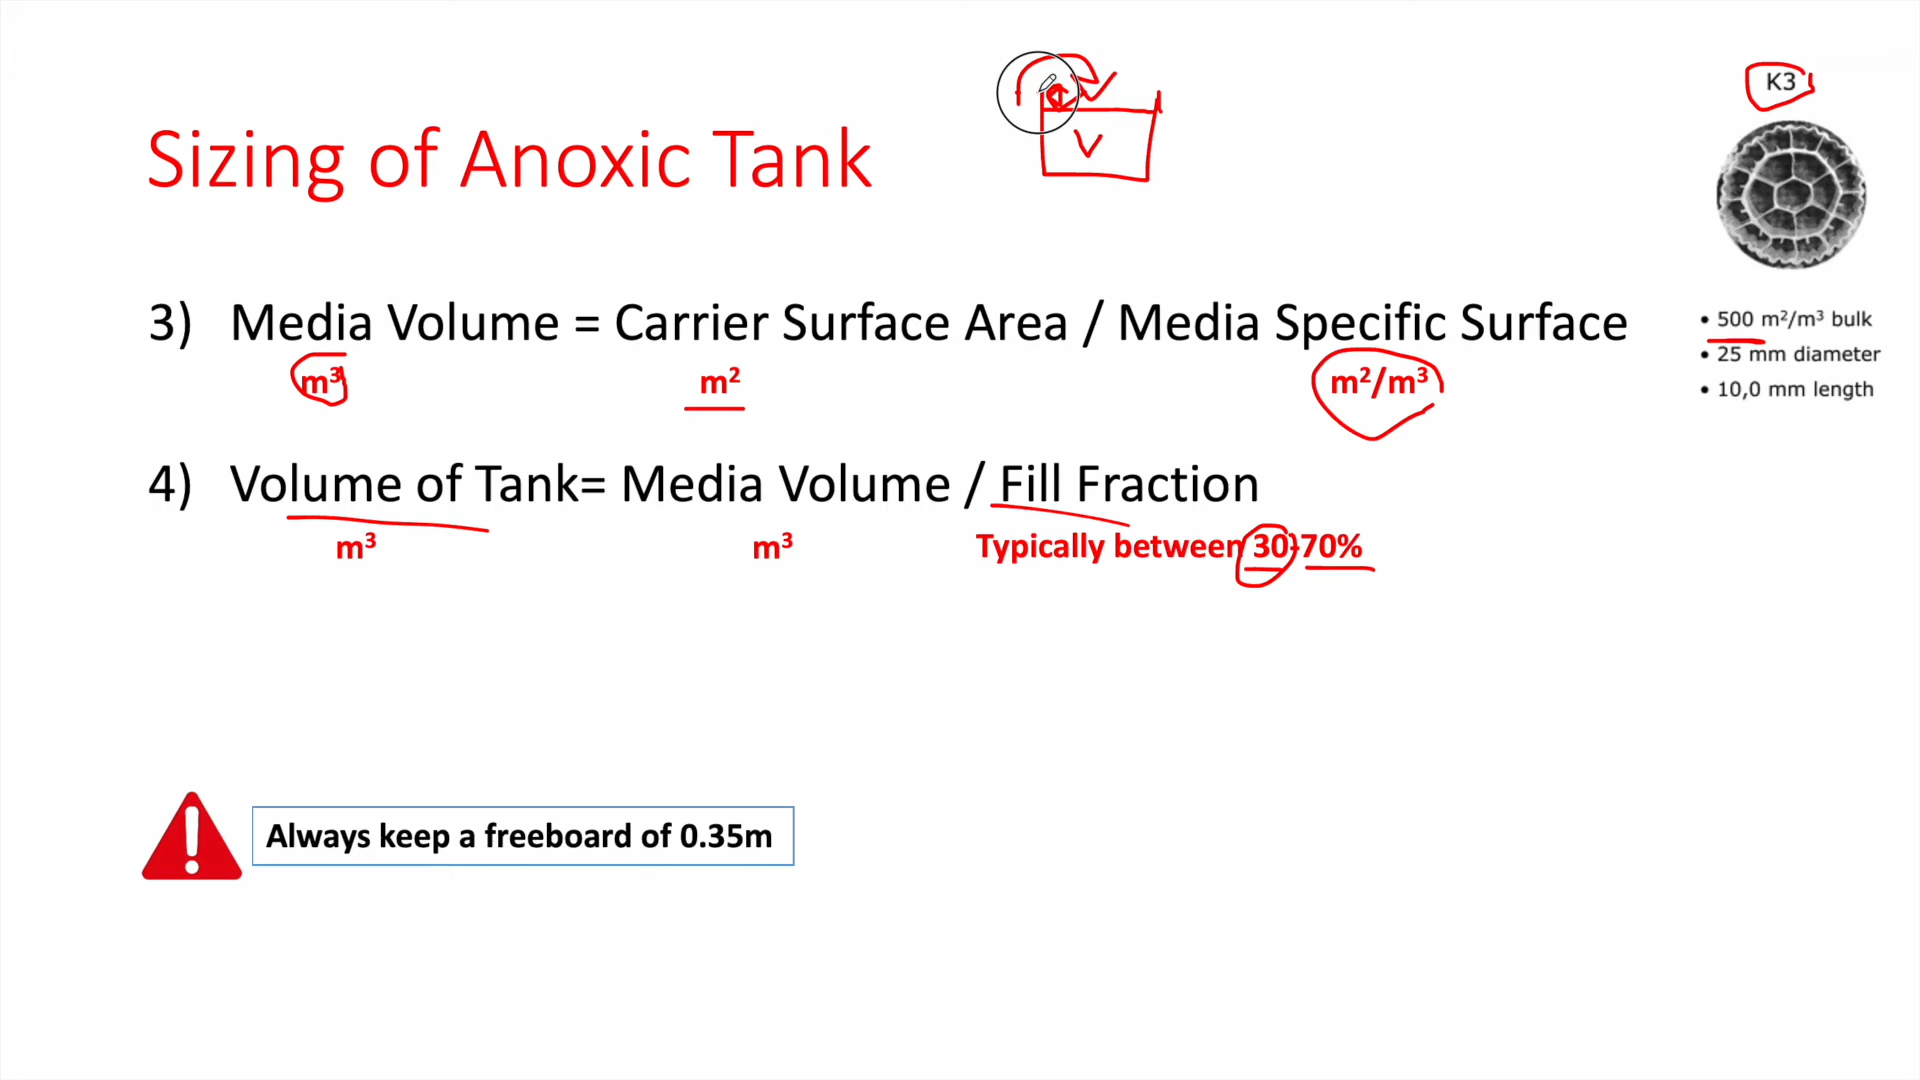 Sizing of Anoxic Tank
V
K3
3) Media Volume = Carrier Surface Area / Media Specific Surface
m³ m² m²/m³
• 500 m²/m³ bulk
• 25 mm diameter
• 10,0 mm length
4) Volume of Tank= Media Volume / Fill Fraction
m³ m³ Typically between 30-70%
Always keep a freeboard of 0.35m